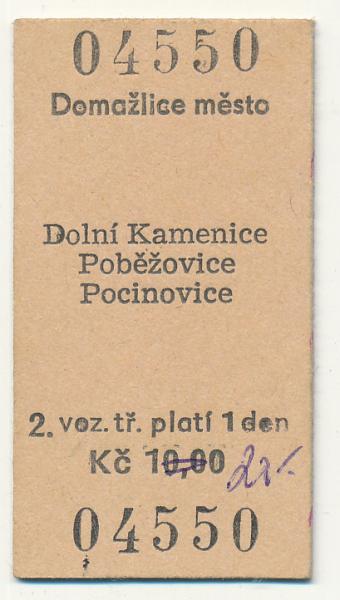 04550
Domažlice město
Dolní Kamenice
Poběžovice
Pocinovice
2. voz. tř. platí 1 den
Kč 10,00
04550